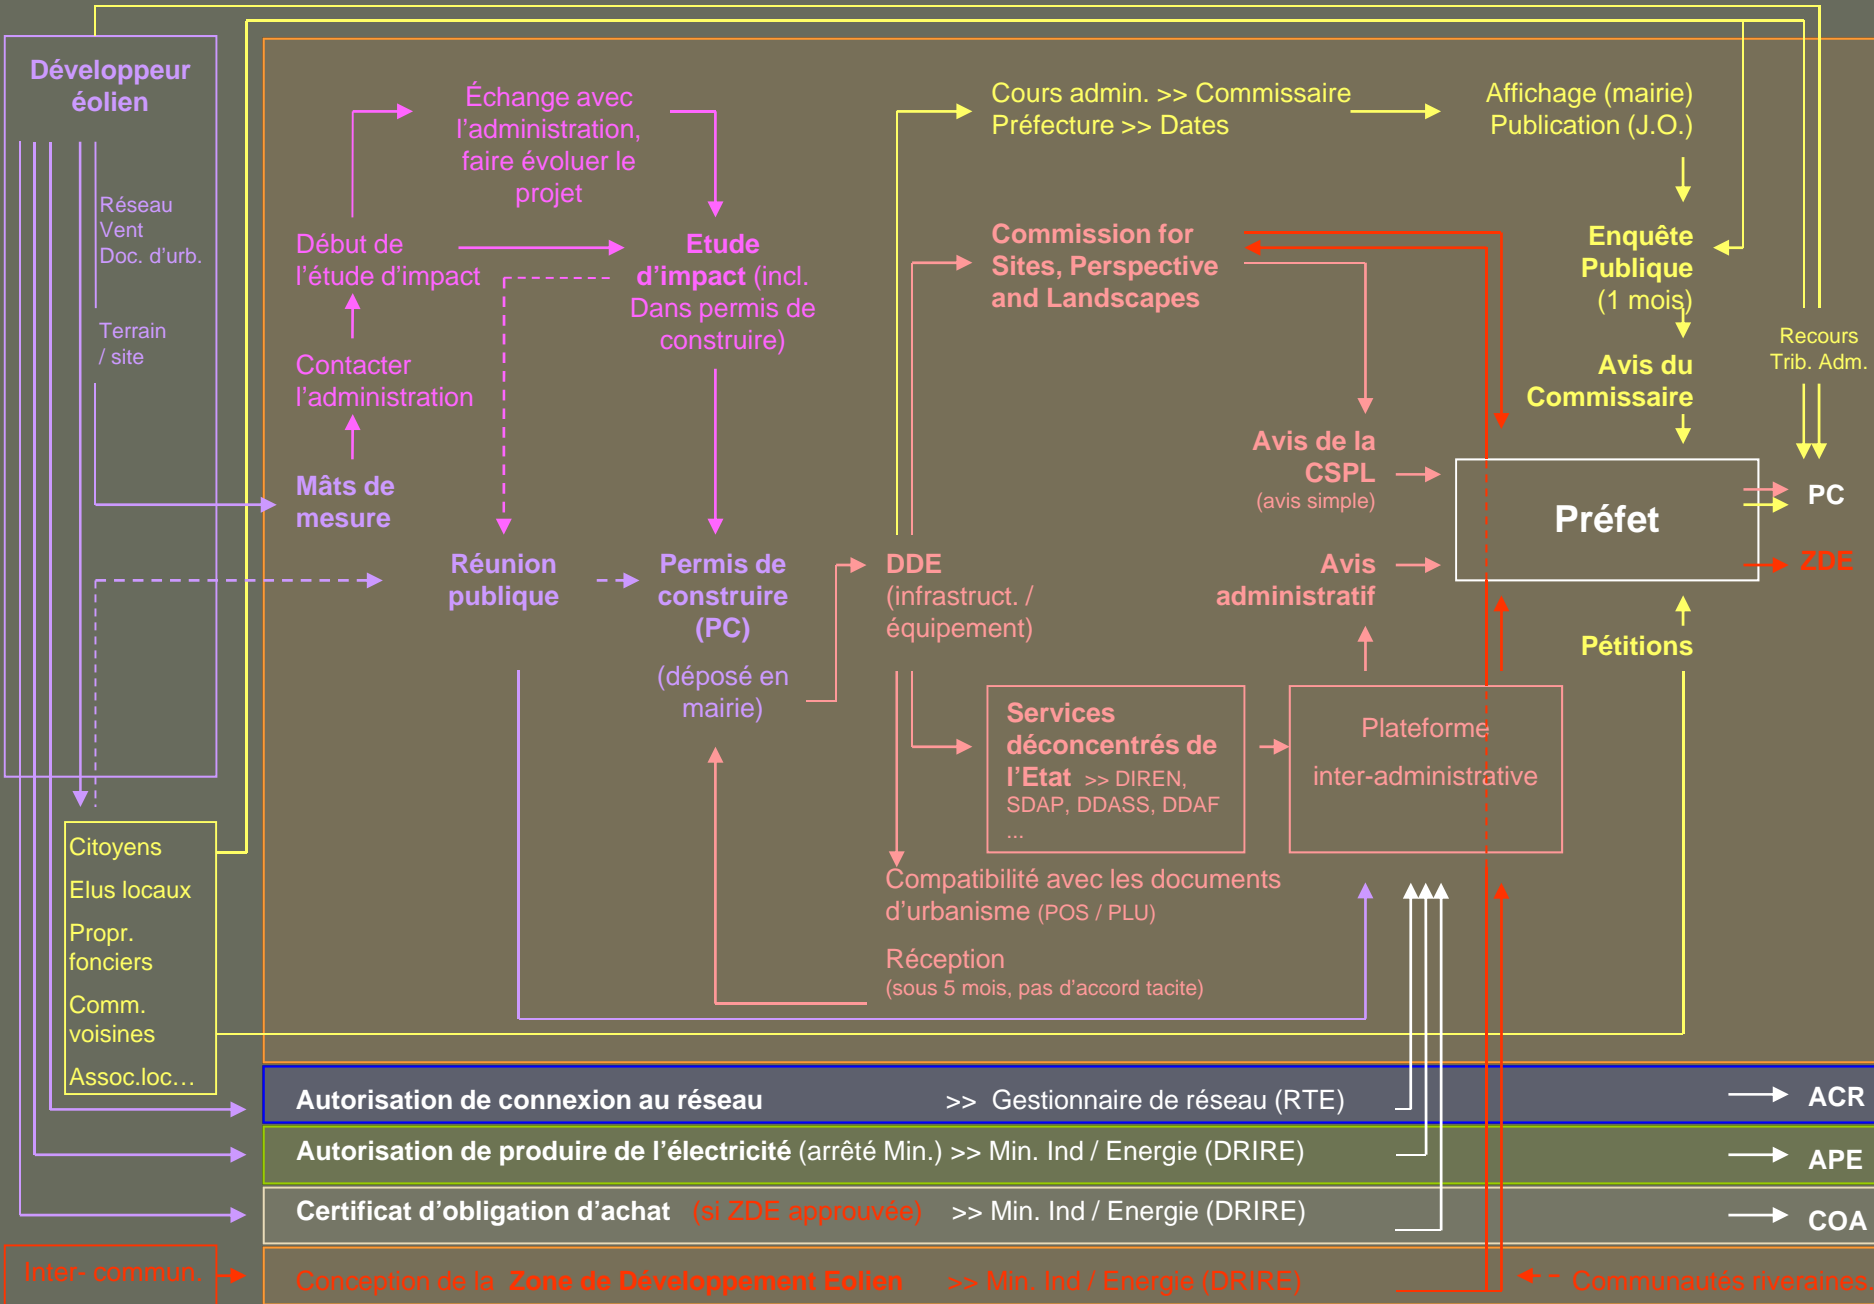 Développeur
éolien
Réseau
Vent
Doc. d'urb.
Terrain
/ site
Échange avec
l'administration,
faire évoluer le
projet
Début de
l'étude d'impact
Etude
d'impact (incl.
Dans permis de
construire)
Contacter
l'administration
Mâts de
mesure
Réunion
publique
Permis de
construire
(PC)
(déposé en
mairie)
Cours admin. >> Commissaire
Préfecture >> Dates
Affichage (mairie)
Publication (J.O.)
Commission for
Sites, Perspective
and Landscapes
Enquête
Publique
(1 mois)
Avis du
Commissaire
Recours
Trib. Adm.
Avis de la
CSPL
(avis simple)
Préfet
PC
ZDE
DDE
(infrastruct. /
équipement)
Avis
administratif
Pétitions
Services
déconcentrés de
l'Etat >> DIREN,
SDAP, DDASS, DDAF
...
Plateforme
inter-administrative
Compatibilité avec les documents
d'urbanisme (POS / PLU)
Réception
(sous 5 mois, pas d'accord tacite)
Citoyens
Elus locaux
Propr.
fonciers
Comm.
voisines
Assoc.loc…
Autorisation de connexion au réseau >> Gestionnaire de réseau (RTE) ACR
Autorisation de produire de l'électricité (arrêté Min.) >> Min. Ind / Energie (DRIRE) APE
Certificat d'obligation d'achat (si ZDE approuvée) >> Min. Ind / Energie (DRIRE) COA
Inter- commun. Conception de la Zone de Développement Eolien >> Min. Ind / Energie (DRIRE) Communautés riveraines